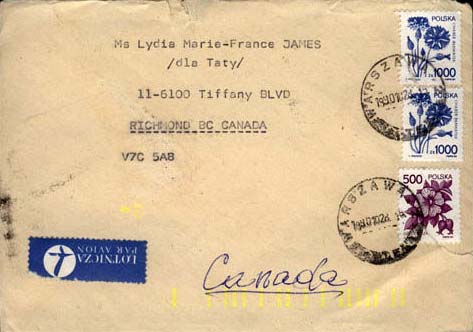 Ms Lydia Marie-France JAMES
/dla Taty/
11-6100 Tiffany BLVD
RICHMOND BC CANADA
V7C 5A8
POLSKA
zł 1000
POLSKA
zł 1000
500
POLSKA
WARSZAWA
WARSZAWA
LOTNICZA
PAR AVION
Canada